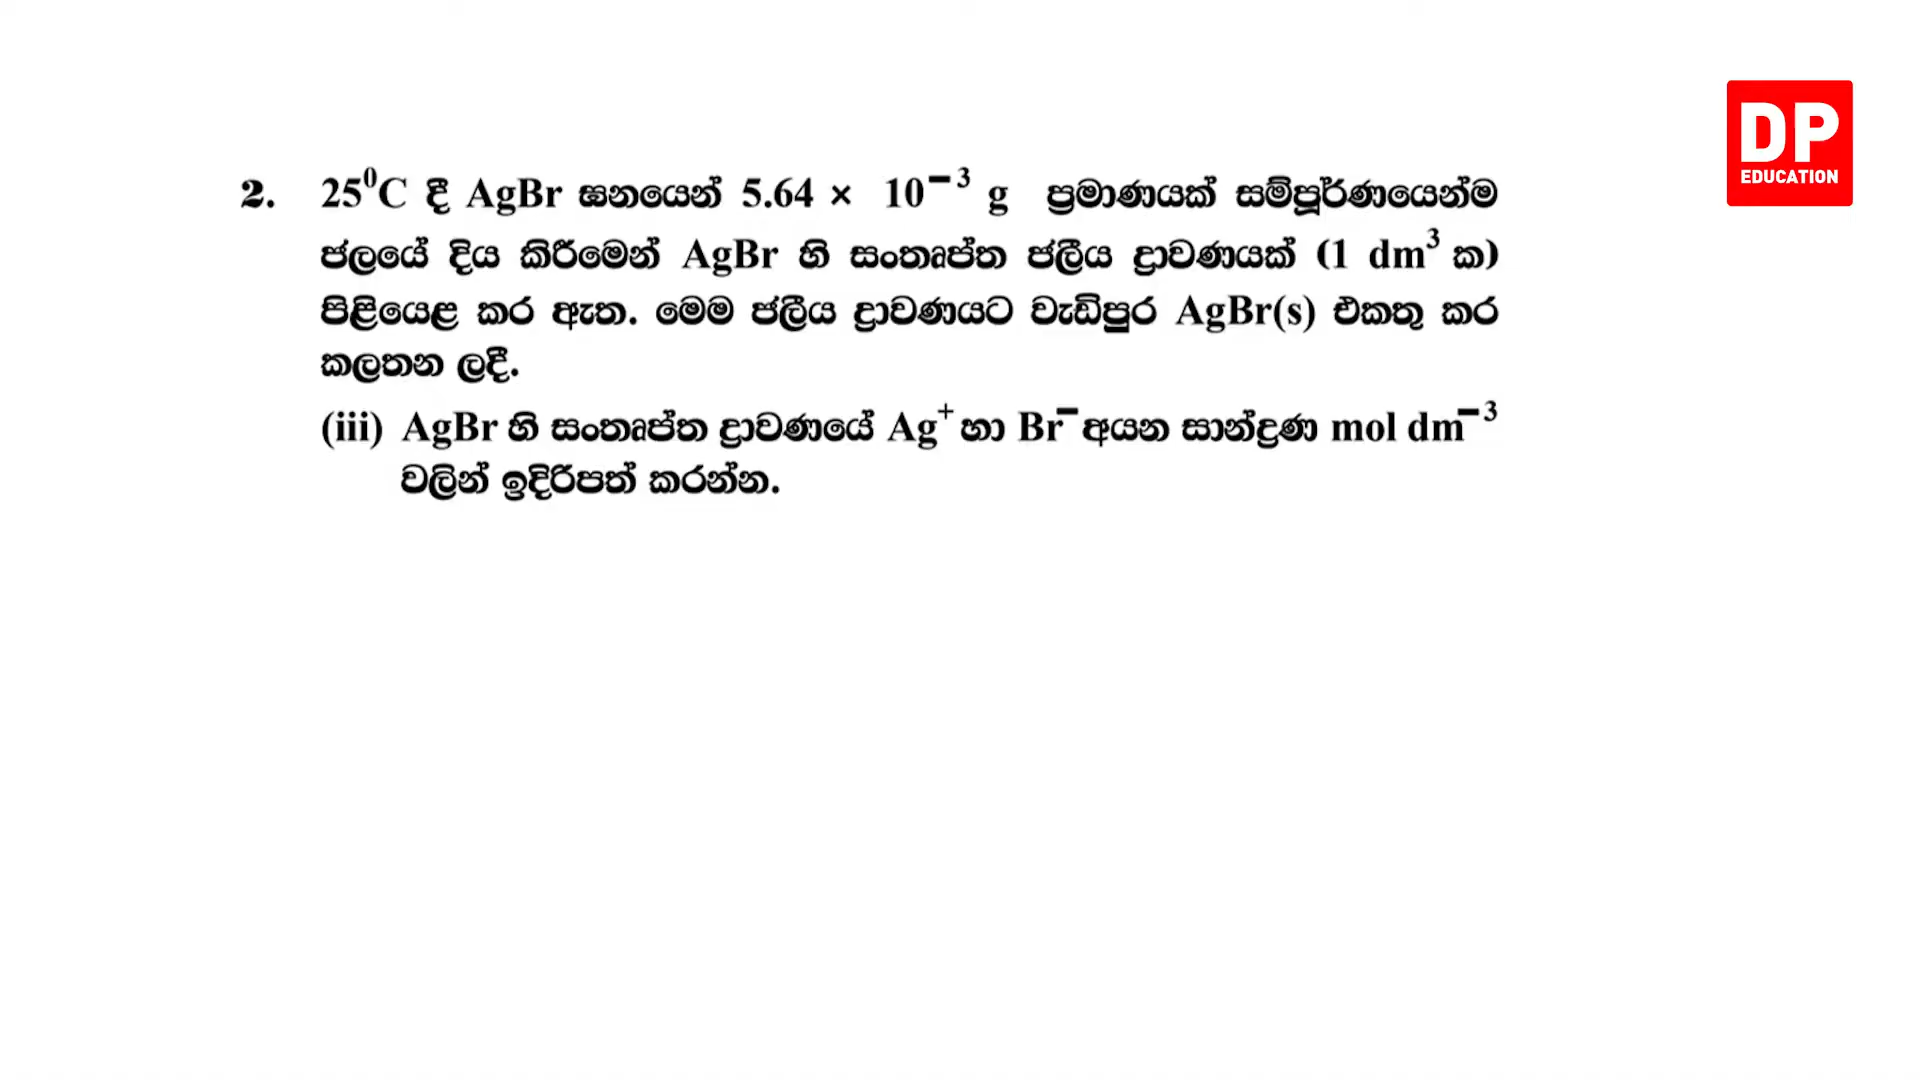 DP
EDUCATION
2. 25⁰C දී AgBr ඝනයෙන් 5.64 × 10⁻³ g ප්‍රමාණයක් සම්පූර්ණයෙන්ම
ජලයේ දිය කිරීමෙන් AgBr හි සංතෘප්ත ජලීය ද්‍රාවණයක් (1 dm³ ක)
පිළියෙළ කර ඇත. මෙම ජලීය ද්‍රාවණයට වැඩිපුර AgBr(s) එකතු කර
කලතන ලදී.
(iii) AgBr හි සංතෘප්ත ද්‍රාවණයේ Ag⁺ හා Br⁻ අයන සාන්ද්‍රණ mol dm⁻³
වලින් ඉදිරිපත් කරන්න.